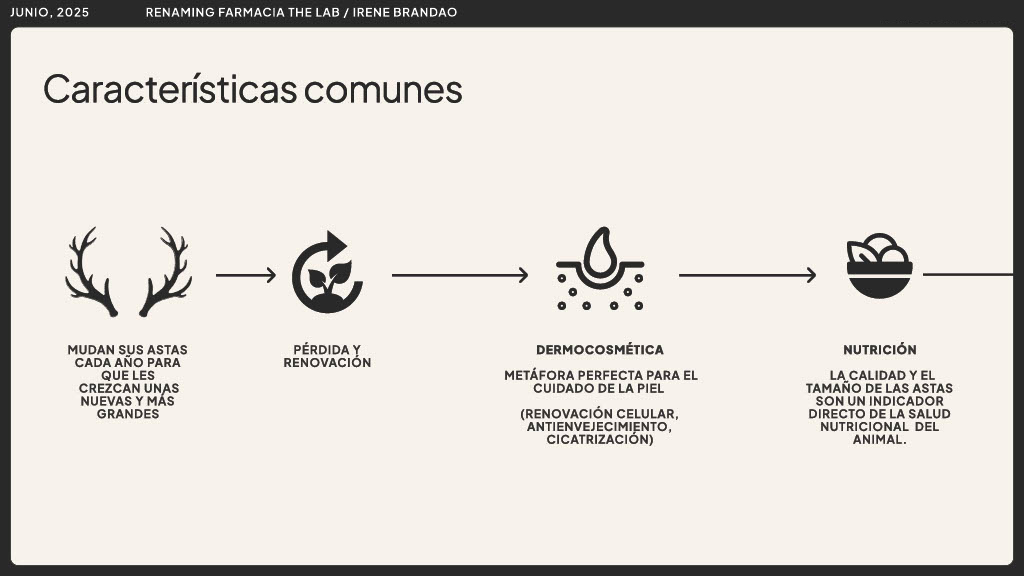 JUNIO, 2025
RENAMING FARMACIA THE LAB / IRENE BRANDAO
Características comunes
MUDAN SUS ASTAS
CADA AÑO PARA
QUE LES
CREZCAN UNAS
NUEVAS Y MÁS
GRANDES
PÉRDIDA Y
RENOVACIÓN
DERMOCOSMÉTICA
METÁFORA PERFECTA PARA EL
CUIDADO DE LA PIEL
(RENOVACIÓN CELULAR,
ANTIENVEJECIMIENTO,
CICATRIZACIÓN)
NUTRICIÓN
LA CALIDAD Y EL
TAMAÑO DE LAS ASTAS
SON UN INDICADOR
DIRECTO DE LA SALUD
NUTRICIONAL DEL
ANIMAL.